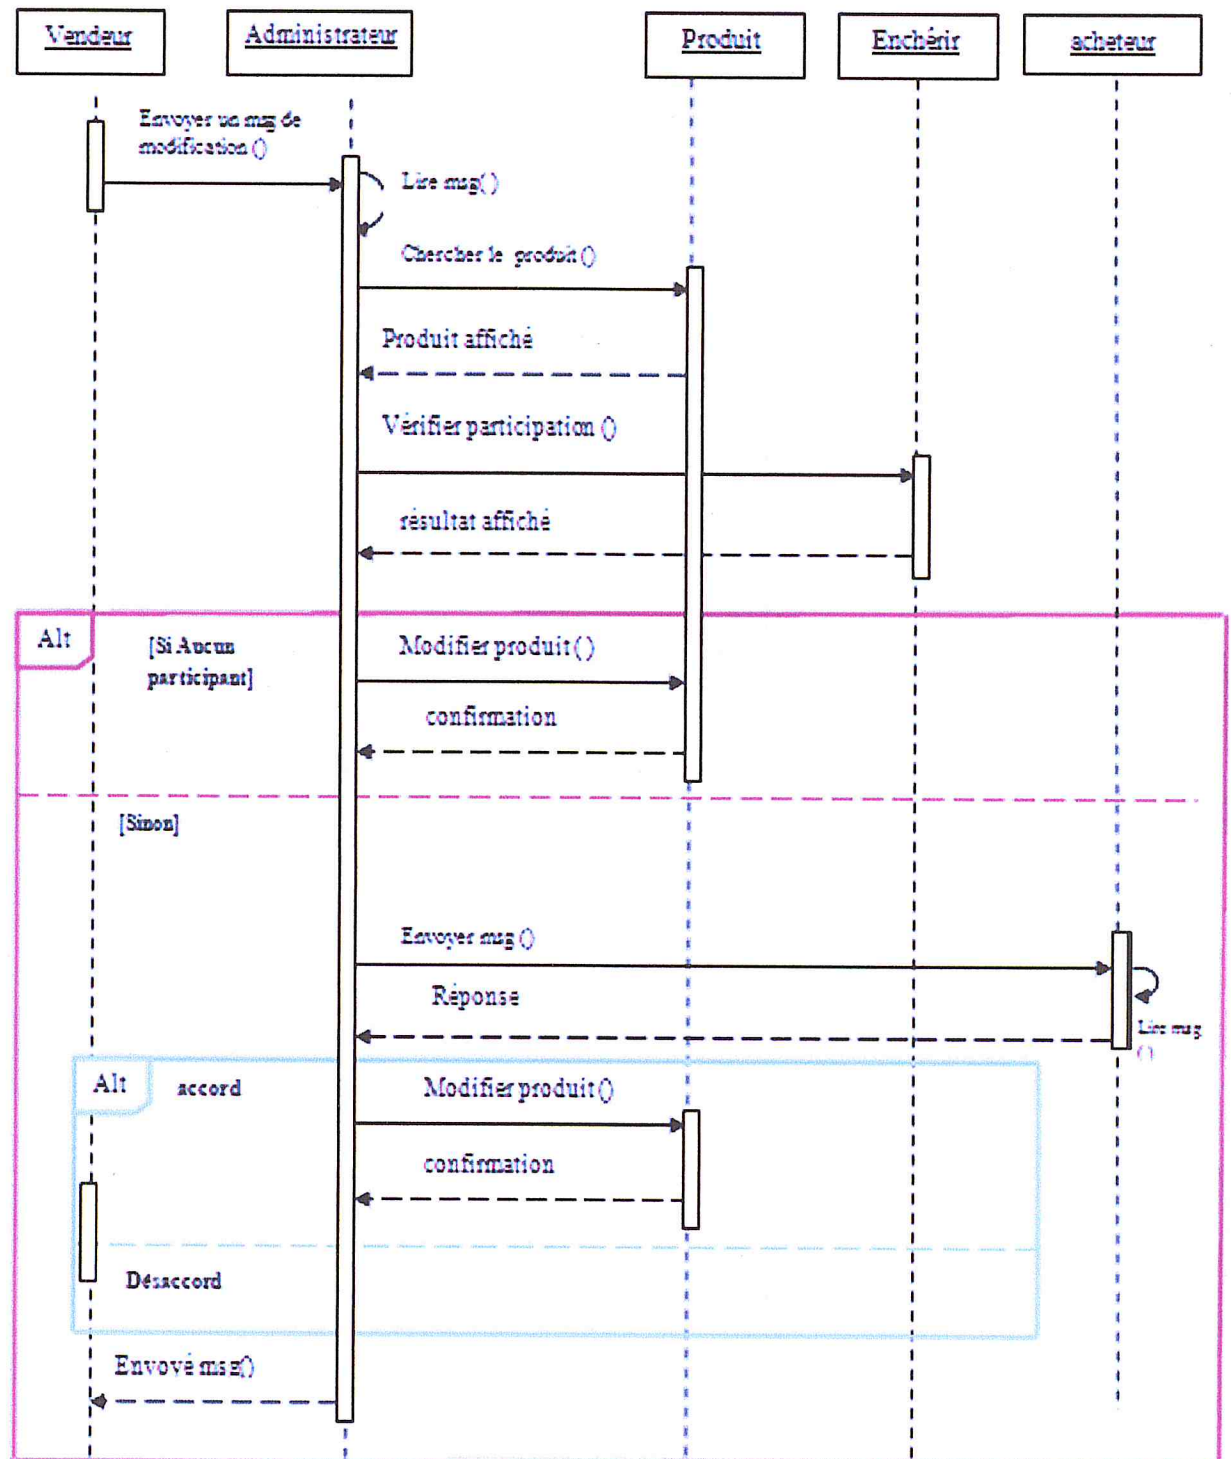 Vendeur
Administrateur
Produit
Enchérir
acheteur
Envoyer un msg de
modification ()
Lire msg()
Chercher le produit ()
Produit affiché
Vérifier participation ()
résultat affiché
Alt
[Si Aucun
participant]
Modifier produit ()
confirmation
[Sinon]
Envoyer msg ()
Réponse
Lire msg
()
Alt
accord
Modifier produit ()
confirmation
Désaccord
Envoyé msg()